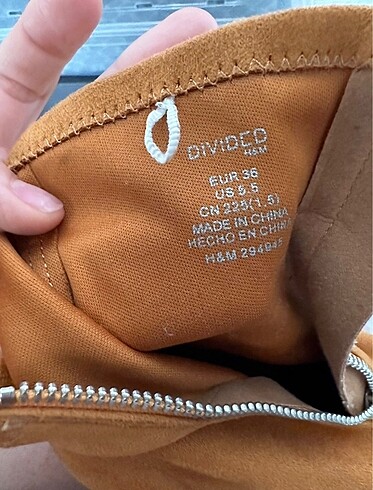 DIVIDED
H&M
EUR 36
US 5.5
CN 225(1.5)
MADE IN CHINA
HECHO EN CHINA
H&M 294945